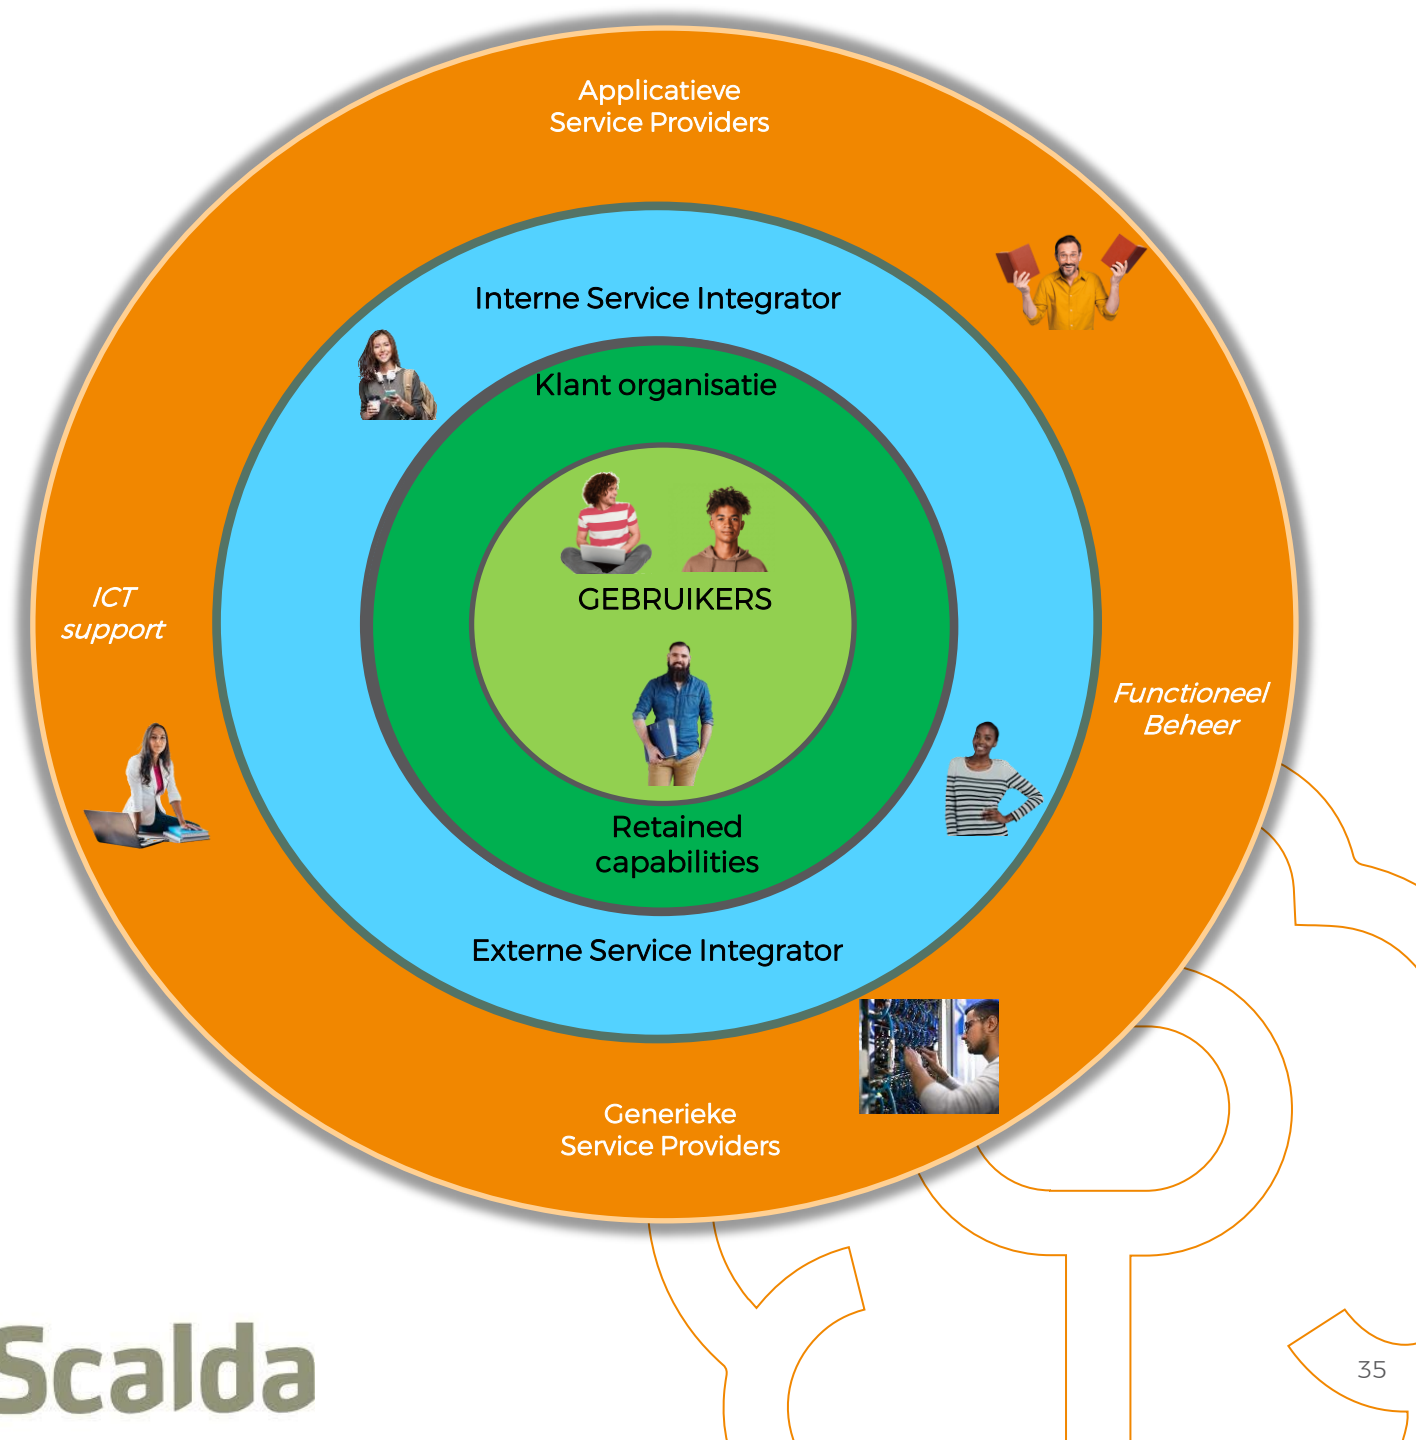 Applicatieve
Service Providers
Interne Service Integrator
Klant organisatie
GEBRUIKERS
ICT
support
Functioneel
Beheer
Retained
capabilities
Externe Service Integrator
Generieke
Service Providers
Scalda
35